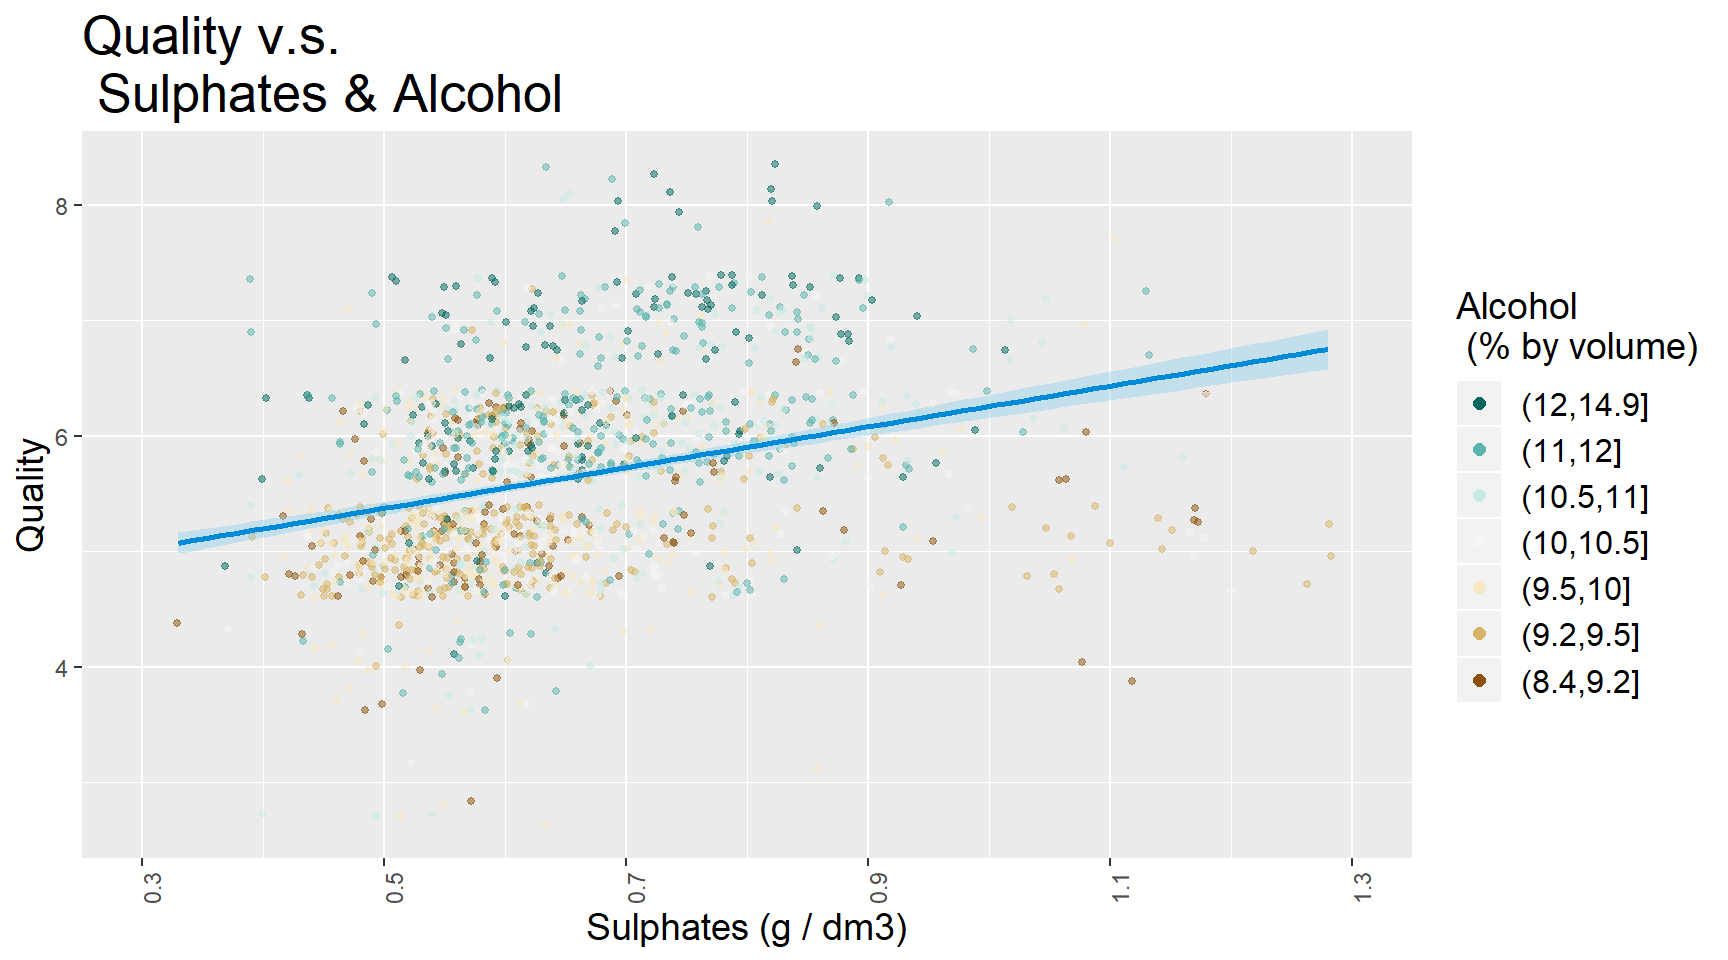 Quality v.s.
Sulphates & Alcohol
Quality
8
6
4
0.3
0.5
0.7
0.9
1.1
1.3
Sulphates (g / dm3)
Alcohol
(% by volume)
(12,14.9]
(11,12]
(10.5,11]
(10,10.5]
(9.5,10]
(9.2,9.5]
(8.4,9.2]